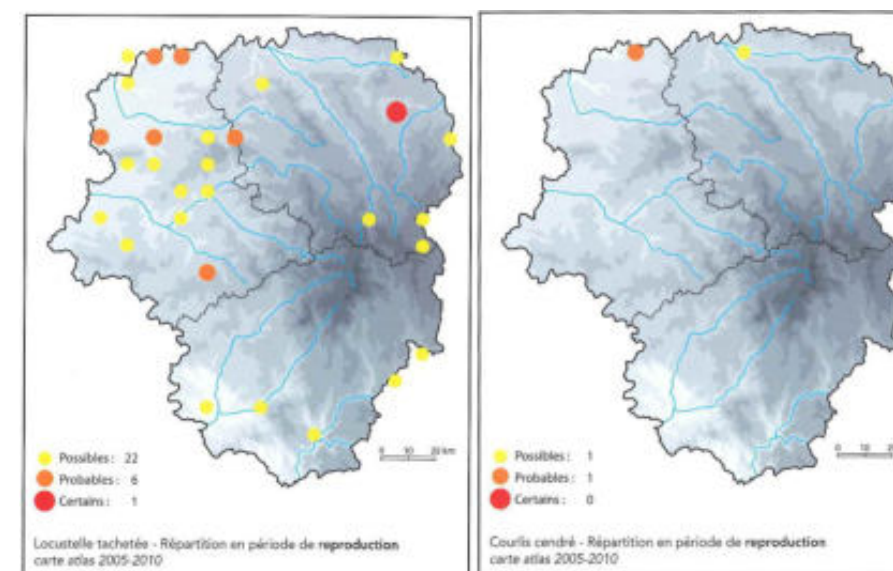 Possibles : 22
Probables : 6
Certains : 1
0 10 20 km
Locustelle tachetée - Répartition en période de reproduction
carte atlas 2005-2010
Possibles : 1
Probables : 1
Certains : 0
0 10
Courlis cendré - Répartition en période de reproduction
carte atlas 2005-2010